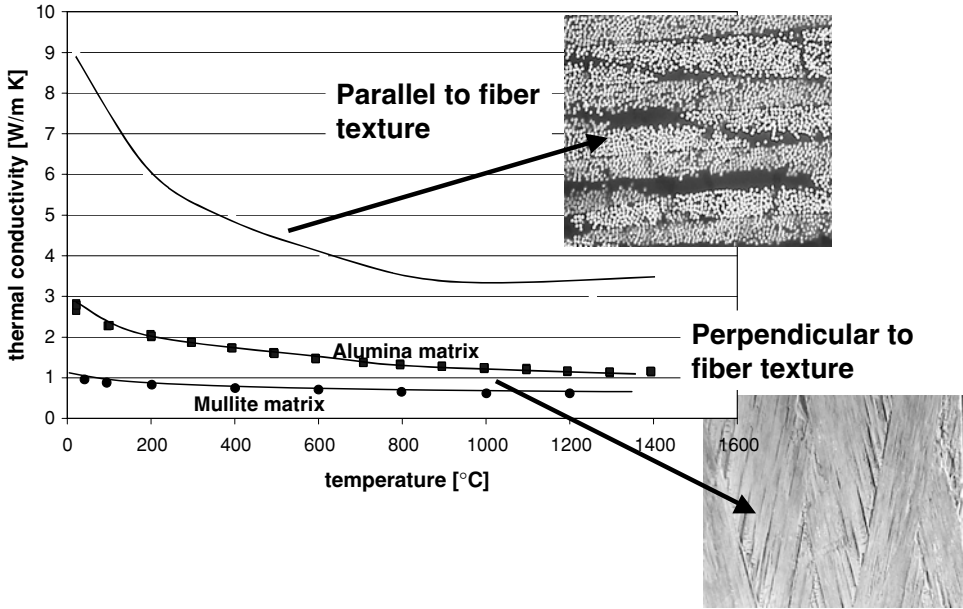 10
9
8
7
6
5
4
3
2
1
0
thermal conductivity [W/m K]
Parallel to fiber
texture
Alumina matrix
Mullite matrix
Perpendicular to
fiber texture
0 200 400 600 800 1000 1200 1400 1600
temperature [°C]